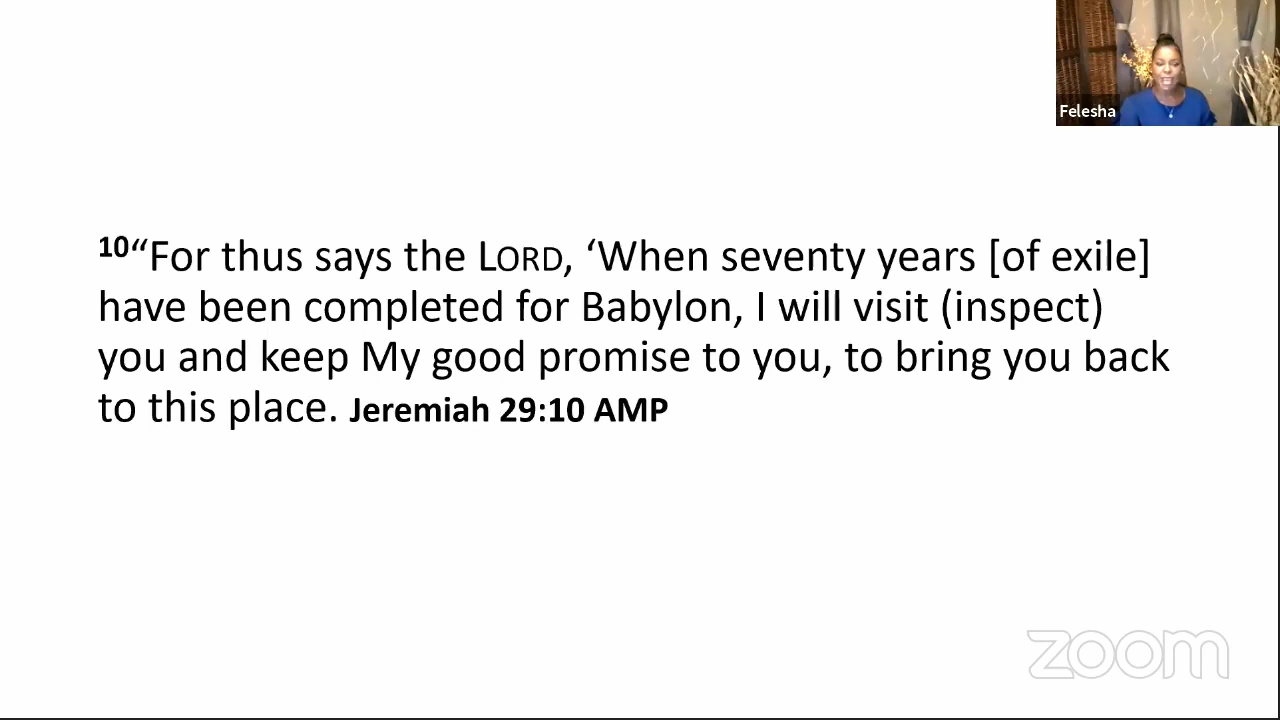 Felesha
10“For thus says the LORD, ‘When seventy years [of exile]
have been completed for Babylon, I will visit (inspect)
you and keep My good promise to you, to bring you back
to this place. Jeremiah 29:10 AMP
zoom